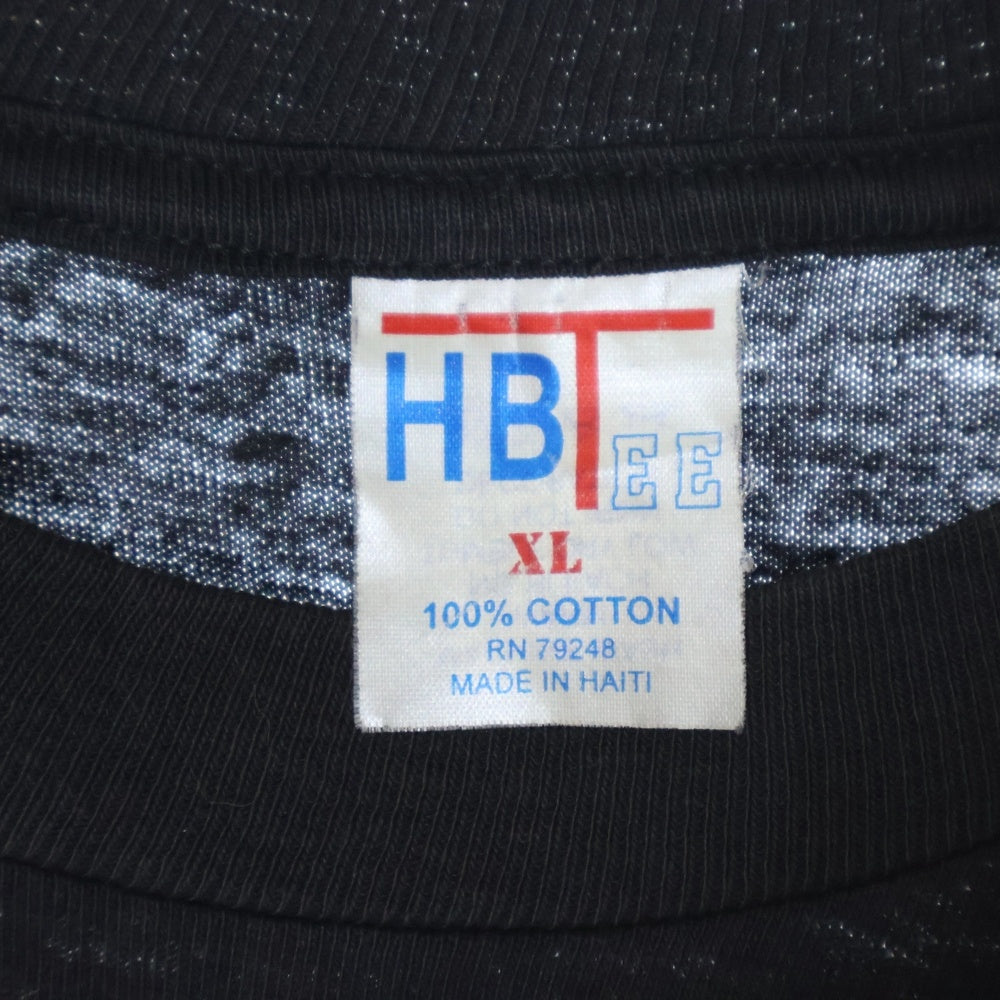 HBTEE
XL
100% COTTON
RN 79248
MADE IN HAITI